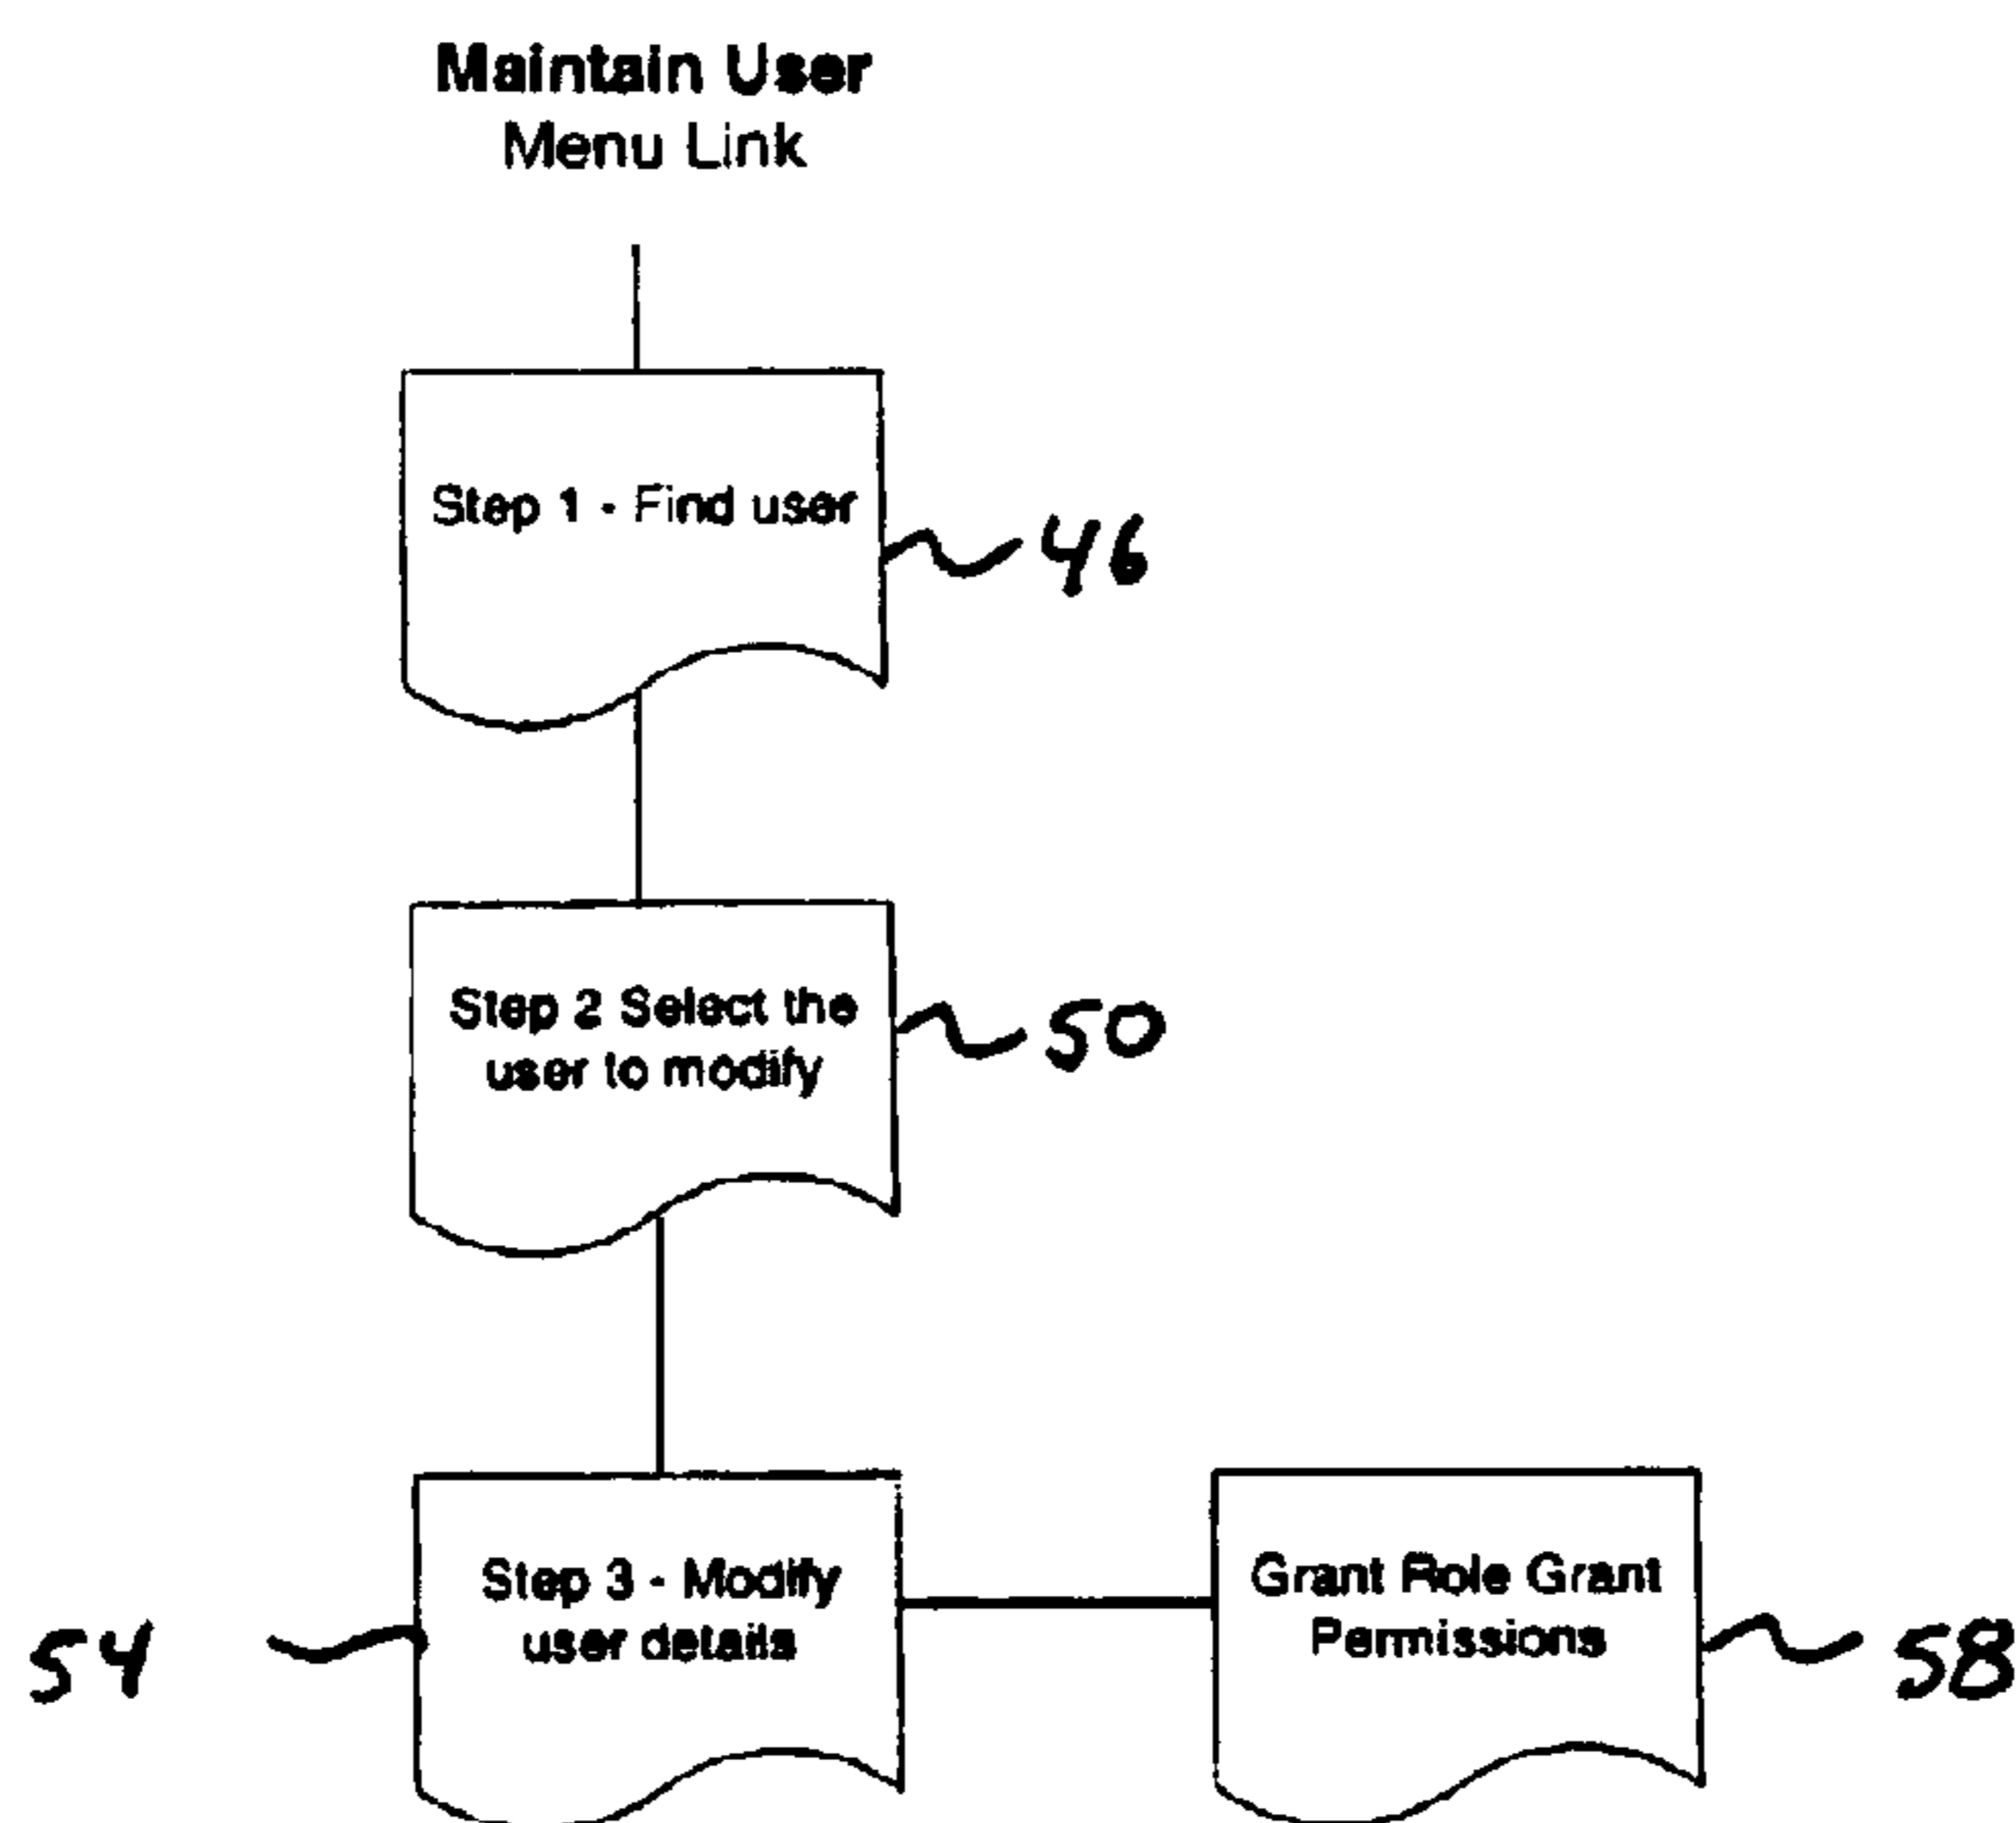 Maintain User
Menu Link
Step 1 - Find user
46
Step 2 Select the
user to modify
50
Step 3 - Modify
user details
54
Grant Role Grant
Permissions
58